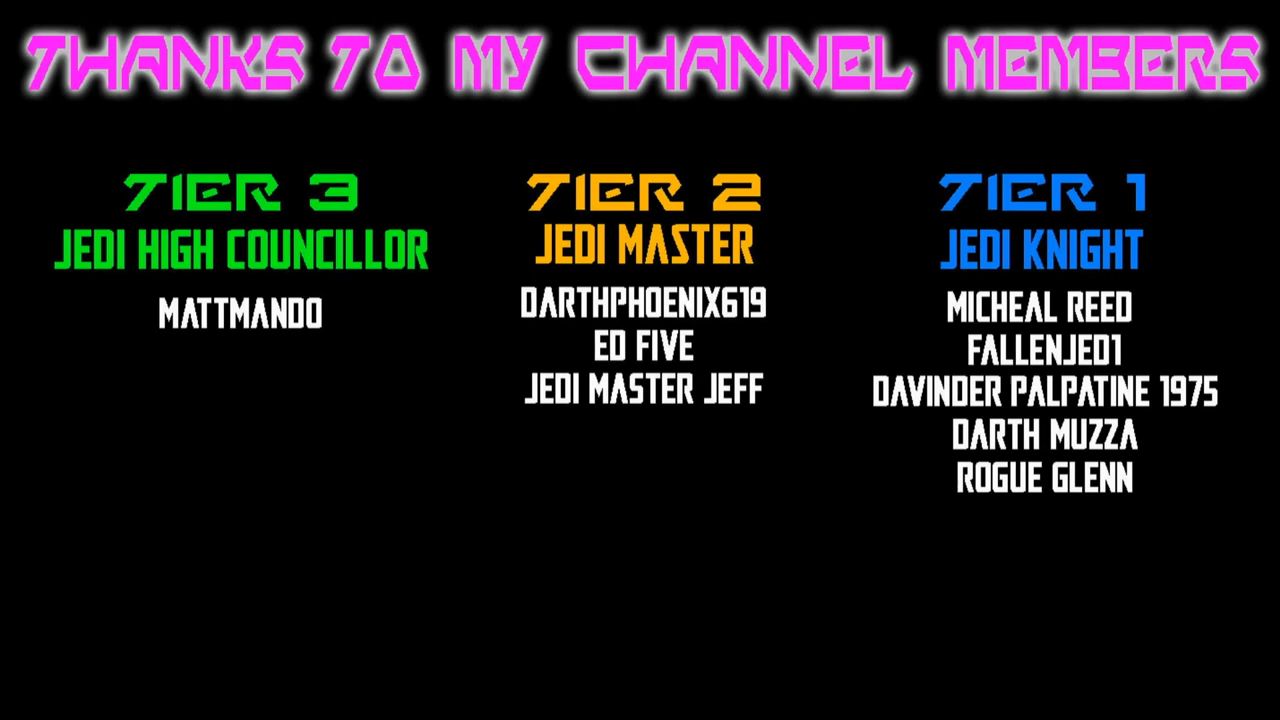 THANKS TO MY CHANNEL MEMBERS
TIER 3
JEDI HIGH COUNCILLOR
MATTMANDO
TIER 2
JEDI MASTER
DARTHPHOENIX619
ED FIVE
JEDI MASTER JEFF
TIER 1
JEDI KNIGHT
MICHEAL REED
FALLENJED1
DAVINDER PALPATINE 1975
DARTH MUZZA
ROGUE GLENN